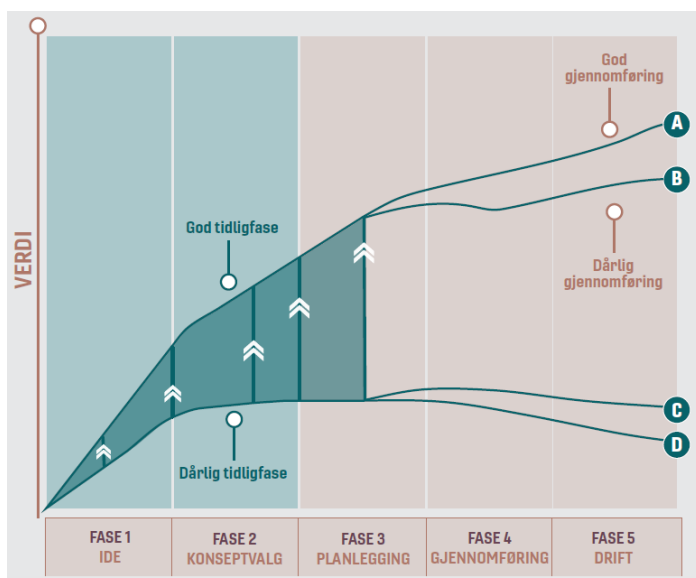 God
gjennomføring
A
B
God tidligfase
Dårlig
gjennomføring
VERDI
C
D
Dårlig tidligfase
FASE 1
IDE
FASE 2
KONSEPTVALG
FASE 3
PLANLEGGING
FASE 4
GJENNOMFØRING
FASE 5
DRIFT